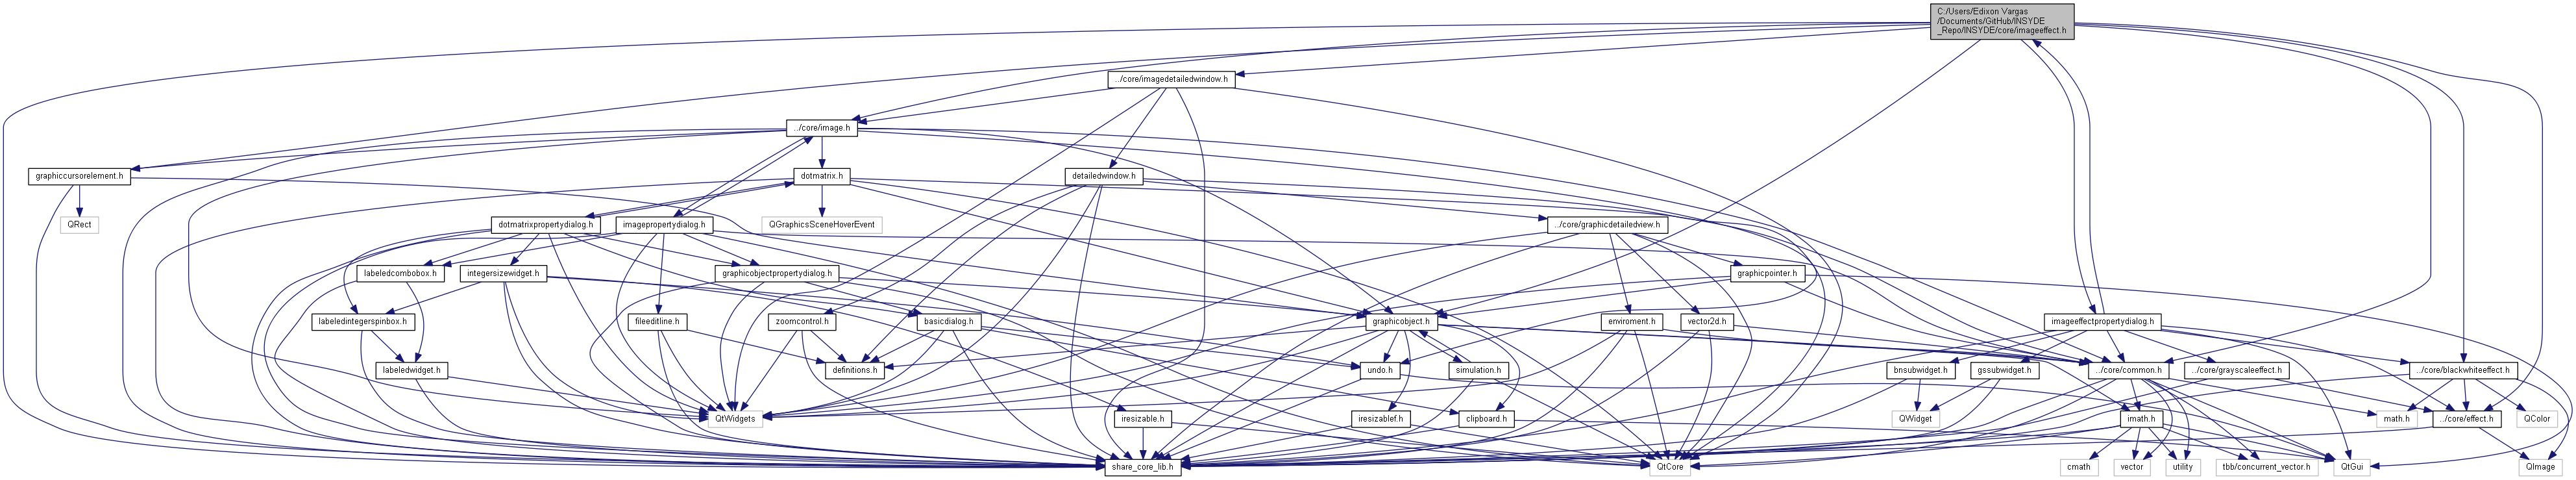 C:/Users/Edixon Vargas
/Documents/GitHub/INSYDE
_Repo/INSYDE/core/imageeffect.h
../core/imagedetailedwindow.h
../core/image.h
graphiccursorelement.h
dotmatrix.h
detailedwindow.h
QRect
dotmatrixpropertydialog.h
imagepropertydialog.h
QGraphicsSceneHoverEvent
../core/graphicdetailedview.h
labeledcombobox.h
integersizewidget.h
graphicobjectpropertydialog.h
graphicpointer.h
labeledintegerspinbox.h
fileeditline.h
zoomcontrol.h
basicdialog.h
graphicobject.h
enviroment.h
vector2d.h
imageeffectpropertydialog.h
labeledwidget.h
definitions.h
undo.h
simulation.h
bnsubwidget.h
gssubwidget.h
../core/common.h
../core/grayscaleeffect.h
../core/blackwhiteeffect.h
QtWidgets
iresizable.h
iresizablef.h
clipboard.h
QWidget
imath.h
math.h
../core/effect.h
QColor
share_core_lib.h
QtCore
cmath
vector
utility
tbb/concurrent_vector.h
QtGui
QImage